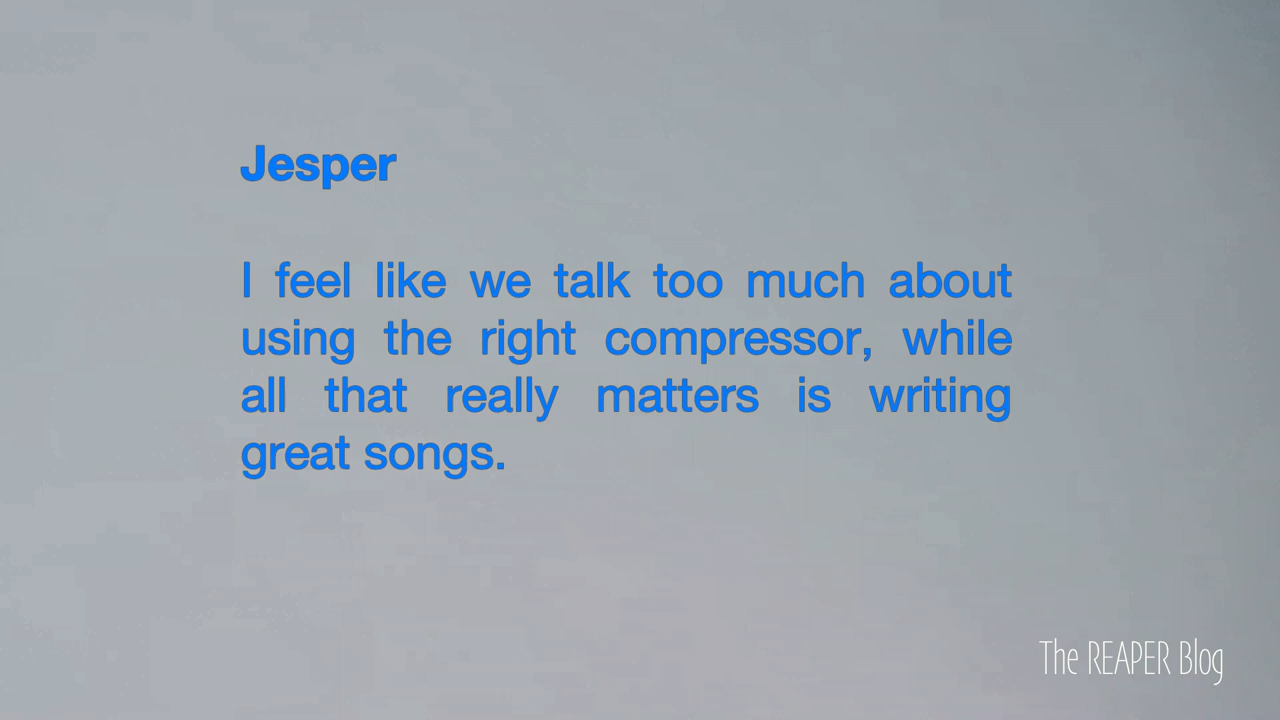 Jesper
I feel like we talk too much about
using the right compressor, while
all that really matters is writing
great songs.
The REAPER Blog